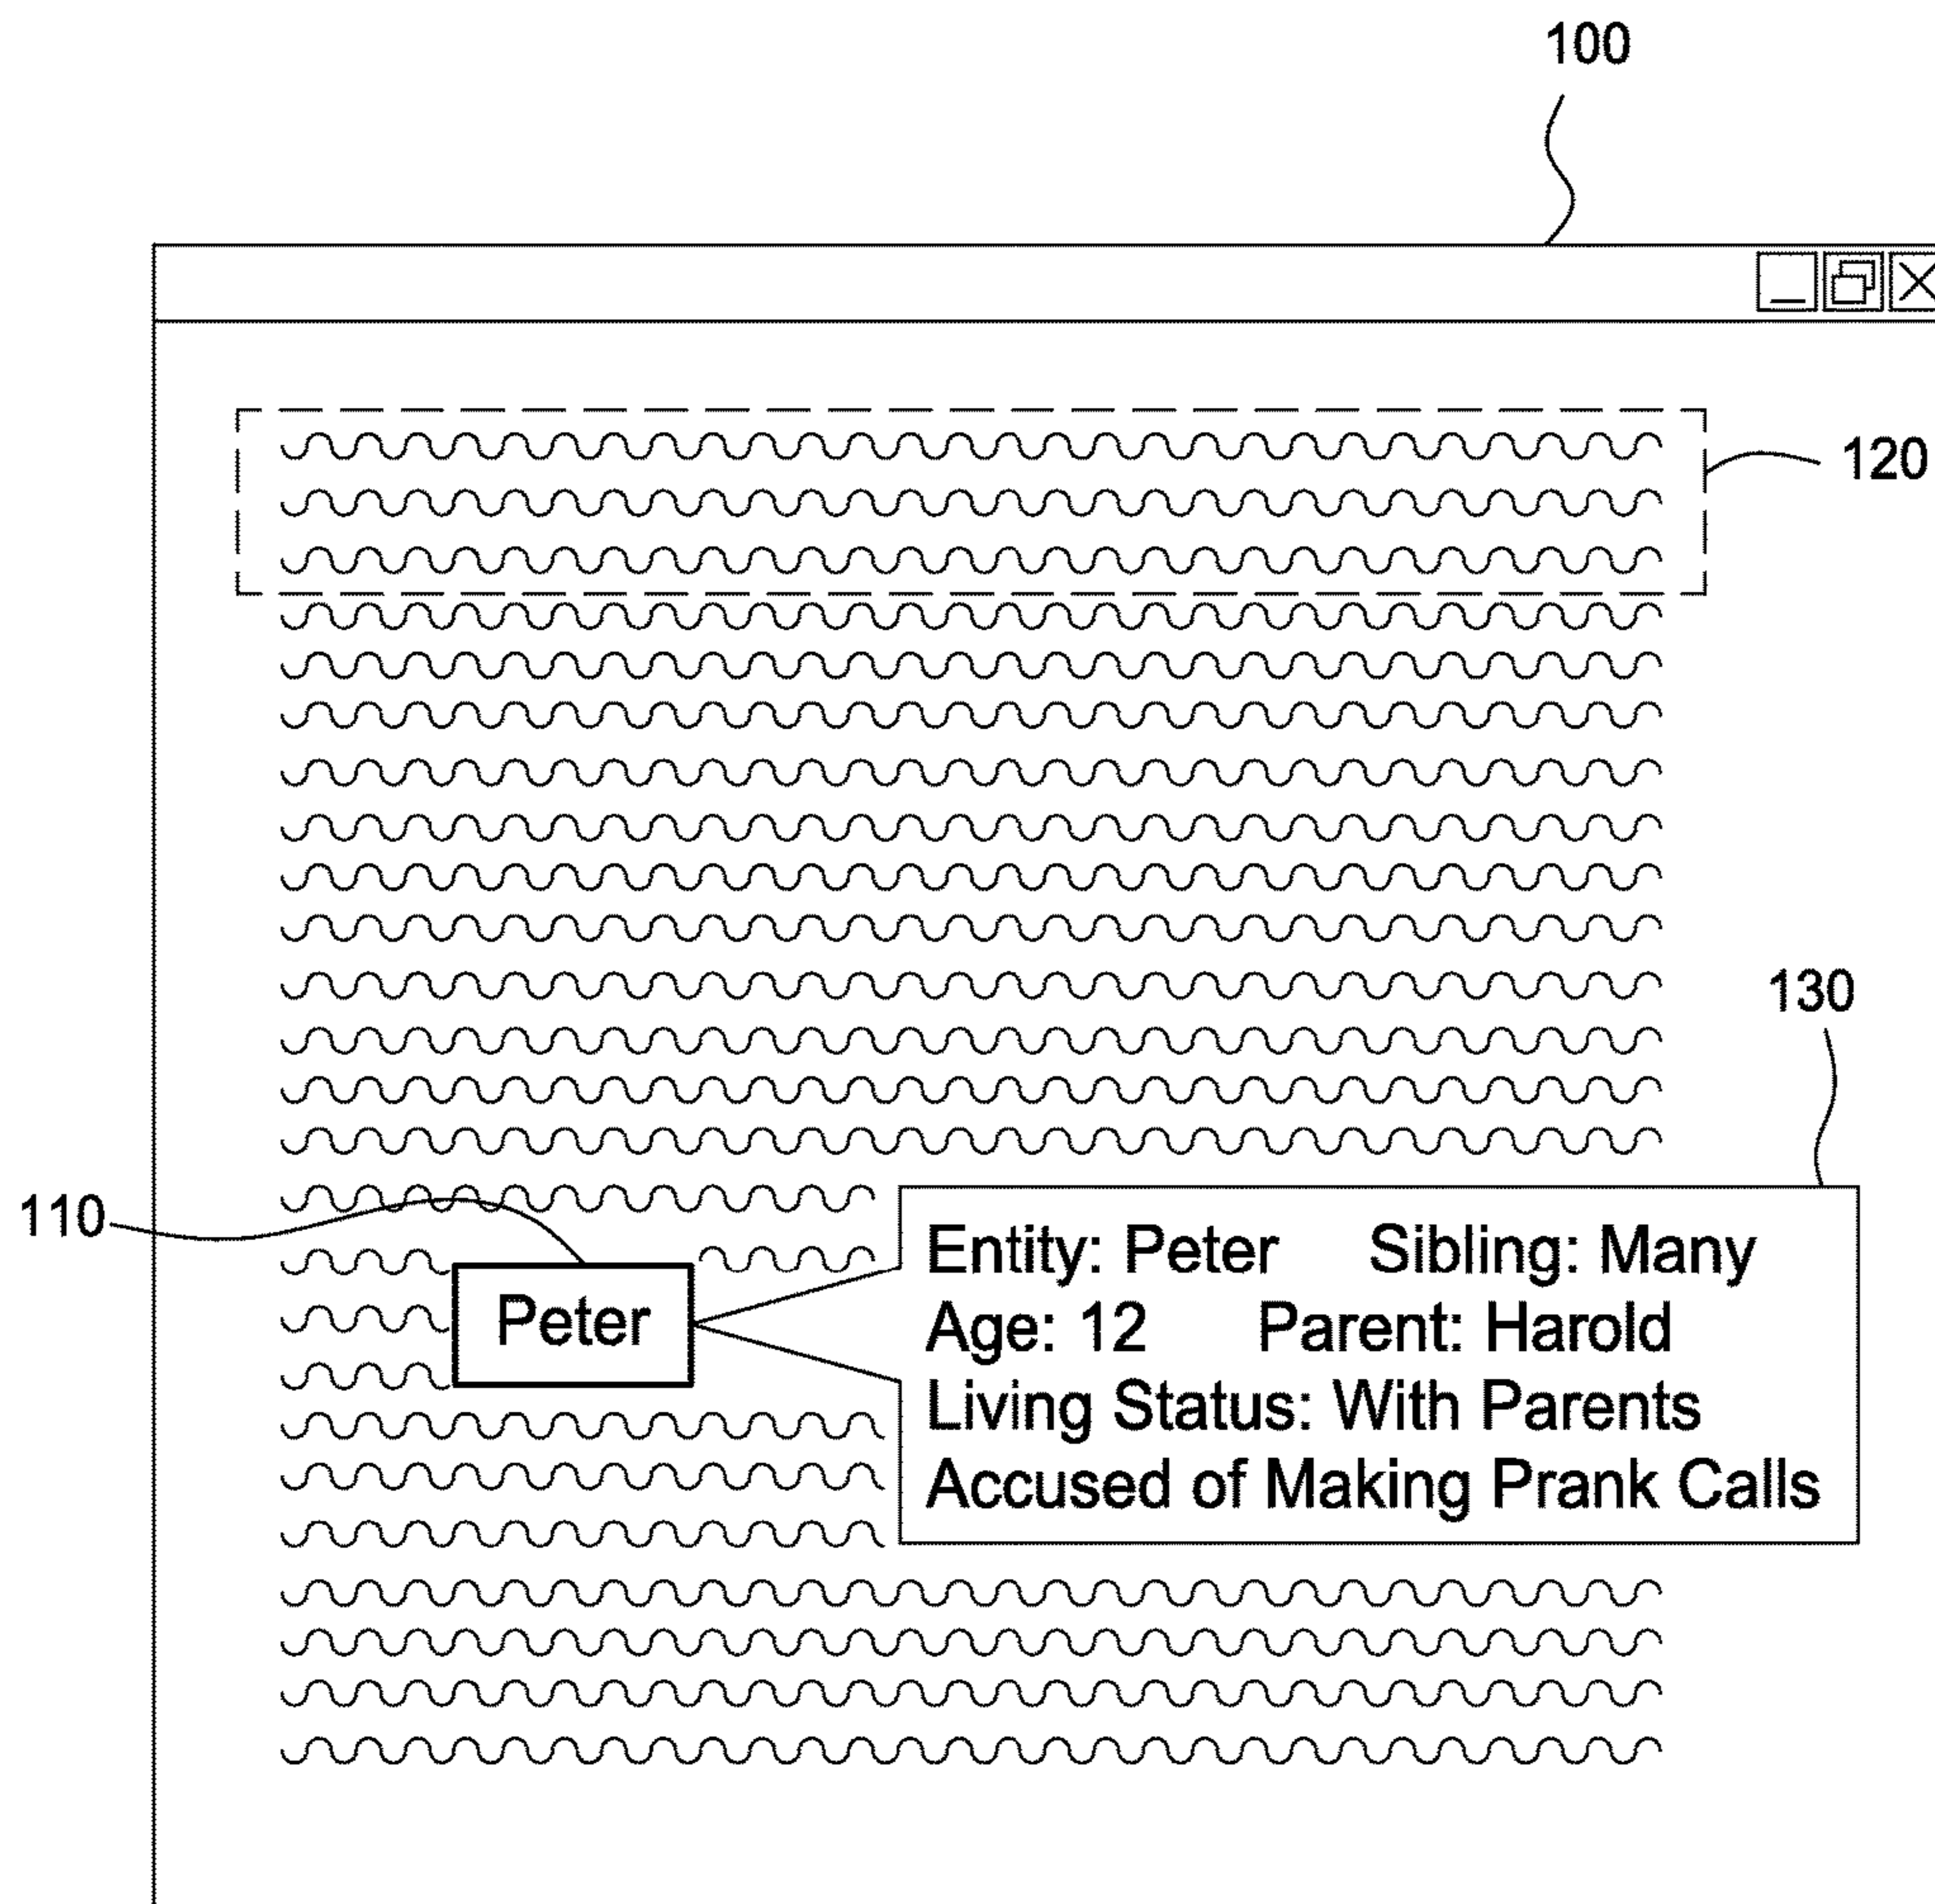 100
120
130
110
Entity: Peter Sibling: Many
Peter
Age: 12 Parent: Harold
Living Status: With Parents
Accused of Making Prank Calls